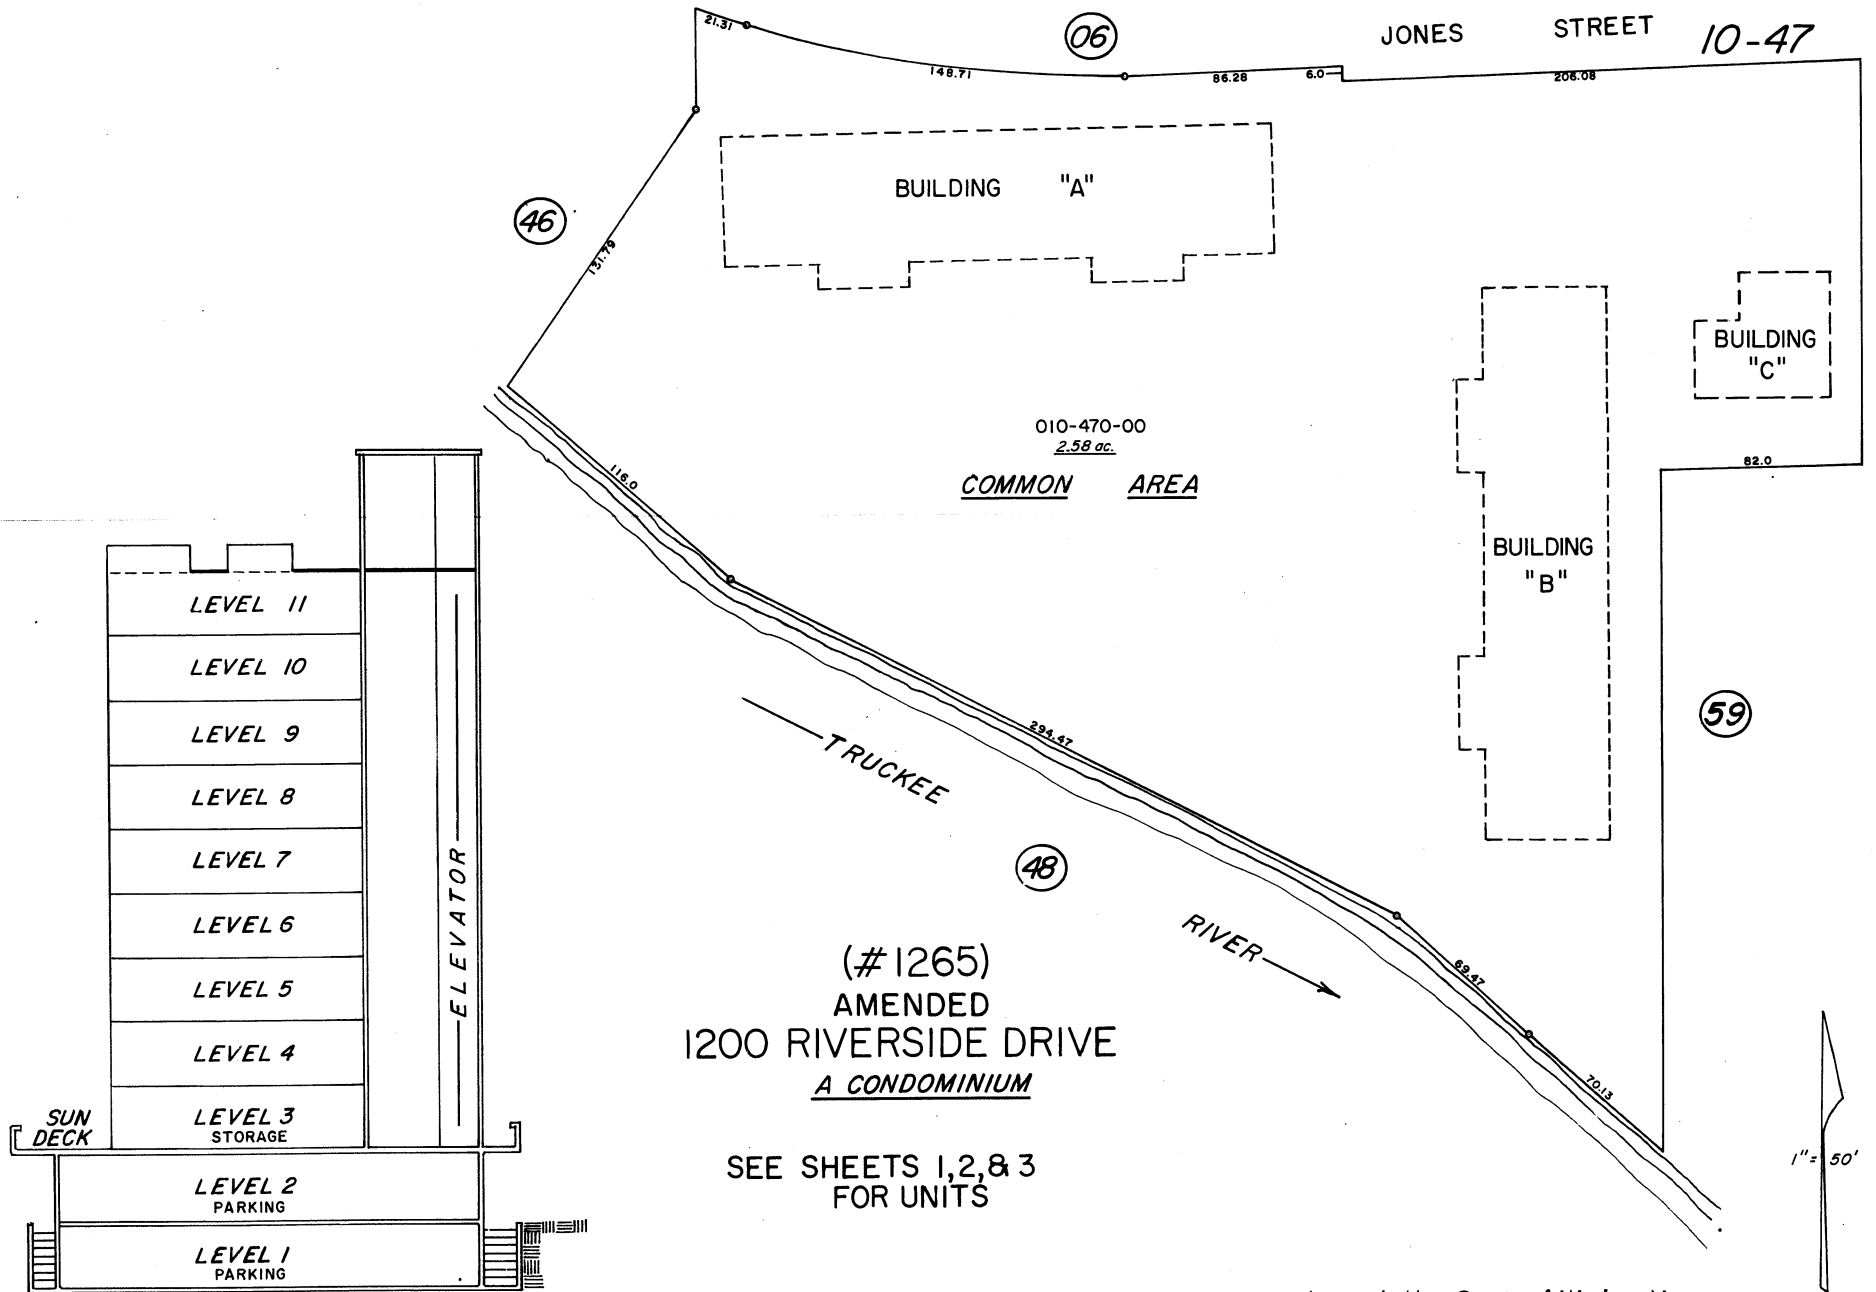 JONES STREET
10-47
06
21.31
148.71
86.28
6.0
206.08
46
131.79
BUILDING "A"
BUILDING
"C"
010-470-00
2.58 ac.
COMMON AREA
82.0
116.0
BUILDING
"B"
59
294.47
TRUCKEE
RIVER
48
69.47
70.13
LEVEL 11
LEVEL 10
LEVEL 9
LEVEL 8
LEVEL 7
LEVEL 6
LEVEL 5
LEVEL 4
LEVEL 3
STORAGE
SUN
DECK
LEVEL 2
PARKING
LEVEL 1
PARKING
ELEVATOR
(#1265)
AMENDED
1200 RIVERSIDE DRIVE
A CONDOMINIUM
SEE SHEETS 1,2,& 3
FOR UNITS
1"=50'